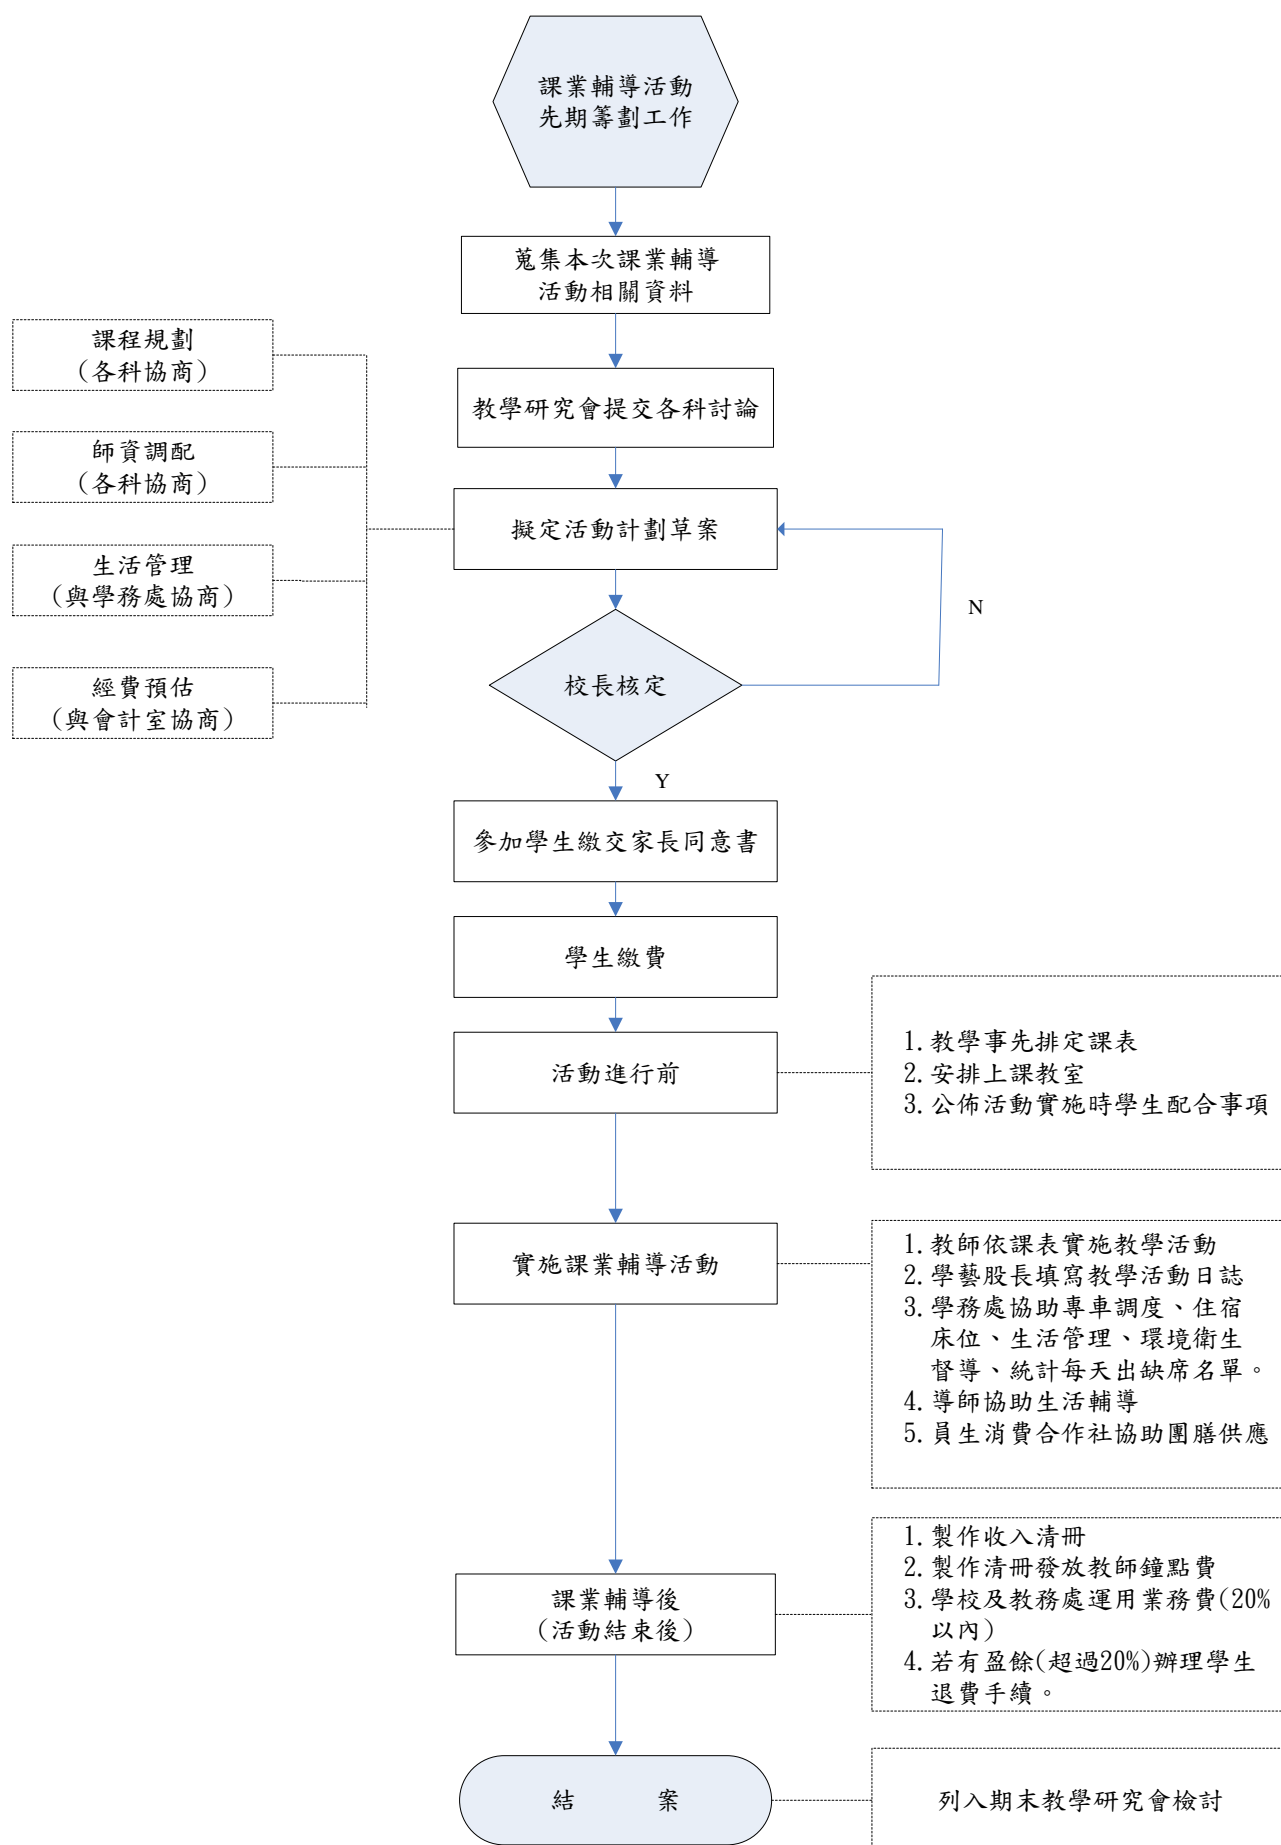 課業輔導活動
先期籌劃工作
蒐集本次課業輔導
活動相關資料
教學研究會提交各科討論
擬定活動計劃草案
課程規劃
(各科協商)
師資調配
(各科協商)
生活管理
(與學務處協商)
經費預估
(與會計室協商)
校長核定
N
Y
參加學生繳交家長同意書
學生繳費
活動進行前
1.教學事先排定課表
2.安排上課教室
3.公佈活動實施時學生配合事項
實施課業輔導活動
1.教師依課表實施教學活動
2.學藝股長填寫教學活動日誌
3.學務處協助專車調度、住宿
床位、生活管理、環境衛生
督導、統計每天出缺席名單。
4.導師協助生活輔導
5.員生消費合作社協助團膳供應
課業輔導後
(活動結束後)
1.製作收入清冊
2.製作清冊發放教師鐘點費
3.學校及教務處運用業務費(20%
以內)
4.若有盈餘(超過20%)辦理學生
退費手續。
結 案
列入期末教學研究會檢討